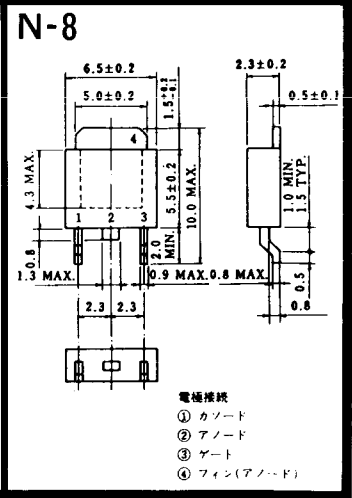 N-8
6.5±0.2
5.0±0.2
1.5+0.2-0.1
2.3±0.2
0.5±0.1
4
4.3 MAX.
5.5±0.2
10.0 MAX.
1.0 MIN.
1.5 TYP.
1 2 3
0.8
2.0 MIN.
1.3 MAX.
0.9 MAX.
0.8 MAX.
0.5
0.8
2.3 2.3
電極接続
① カソード
② アノード
③ ゲート
④ フィン(アノード)